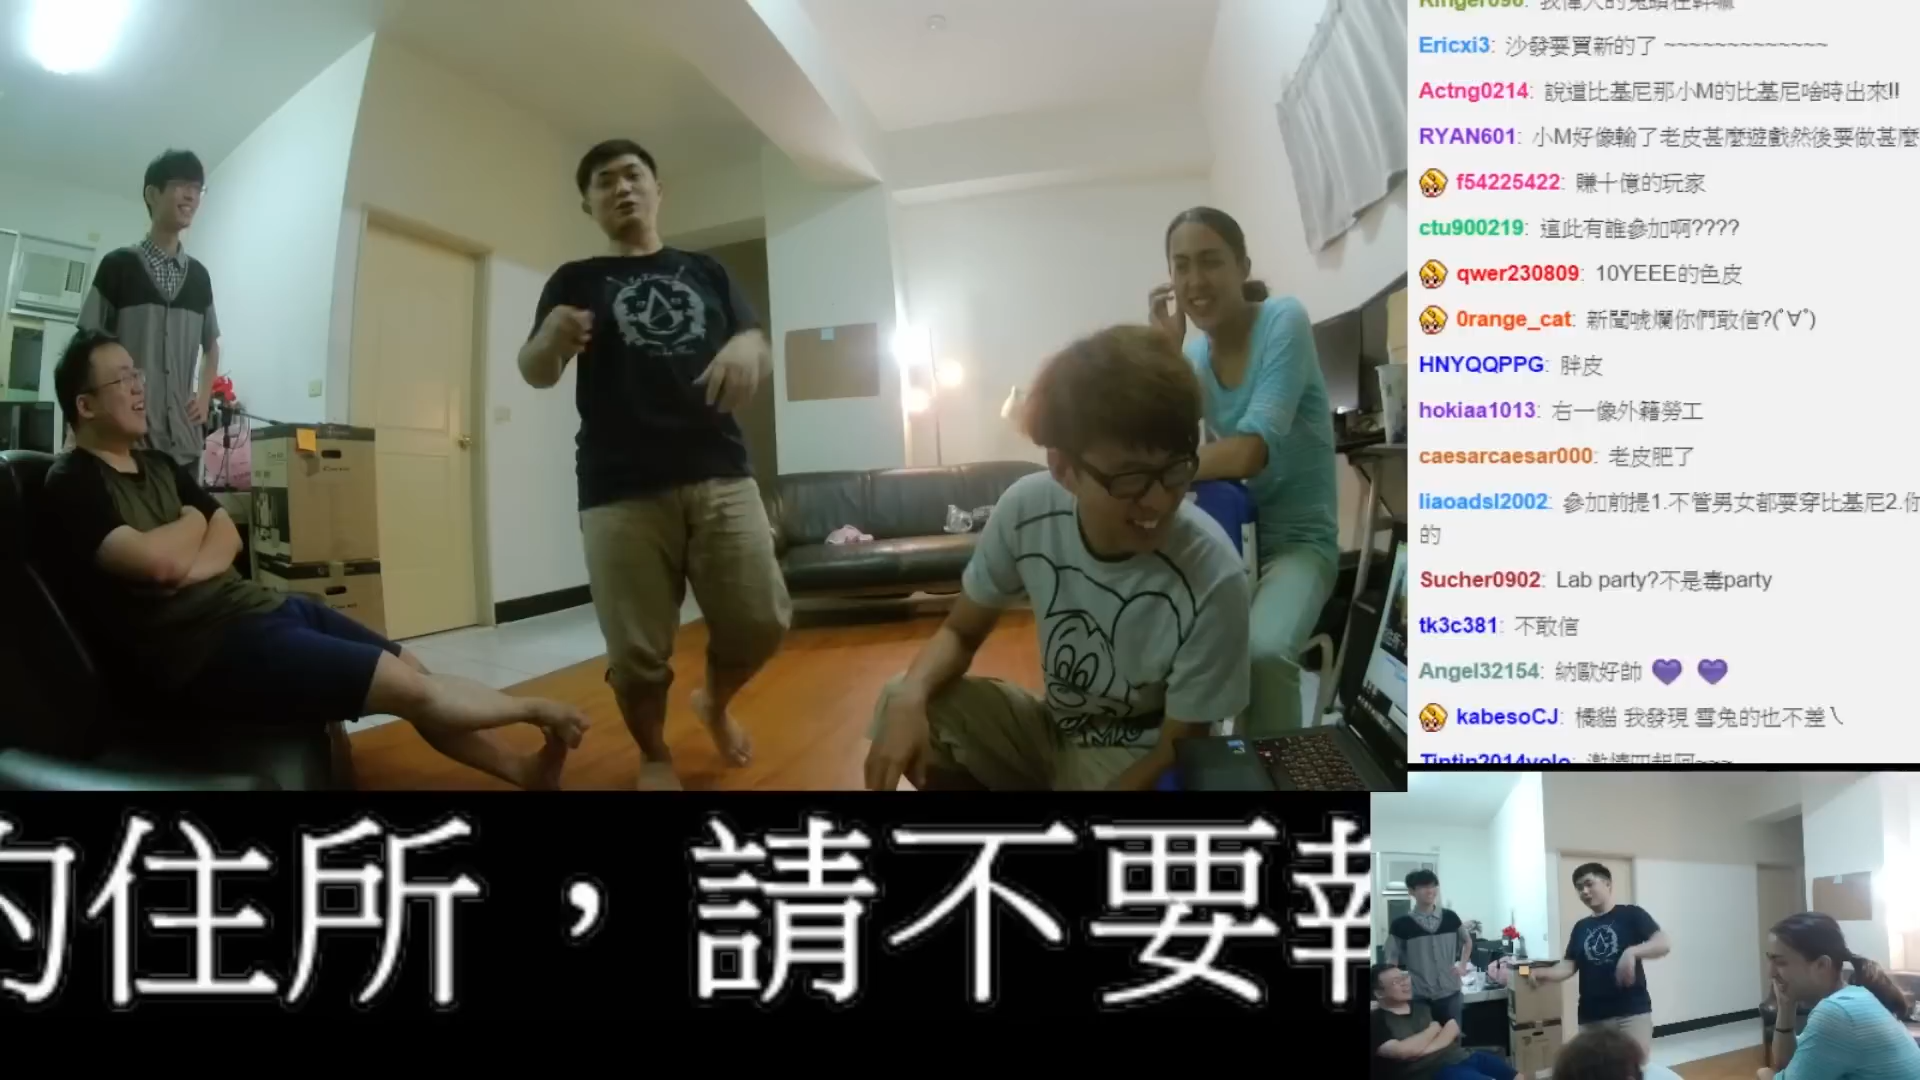 Ericxi3: 沙發要買新的了 ~~~~~~~~~~~~~
Actng0214: 說道比基尼那小M的比基尼啥時出來!!
RYAN601: 小M好像輸了老皮甚麼遊戲然後要做甚麼
f54225422: 賺十億的玩家
ctu900219: 這此有誰參加啊????
qwer230809: 10YEEE的色皮
0range_cat: 新聞唬爛你們敢信?(ﾟ∀ﾟ)
HNYQQPPG: 胖皮
hokiaa1013: 右一像外籍勞工
caesarcaesar000: 老皮肥了
liaoadsl2002: 參加前提1.不管男女都要穿比基尼2.你
的
Sucher0902: Lab party?不是毒party
tk3c381: 不敢信
Angel32154: 納歐好帥 💜 💜
kabesoCJ: 橘貓 我發現 雪兔的也不差ㄟ
的住所，請不要